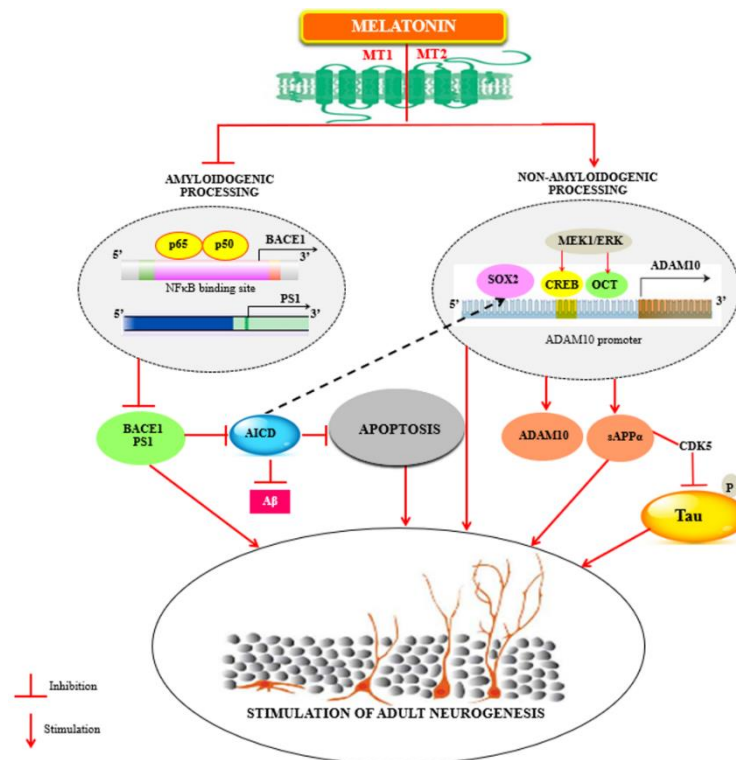 MELATONIN
MT1 MT2
AMYLOIDOGENIC
PROCESSING
p65 p50
BACE1
5’ 3’
NFκB binding site
PS1
5’ 3’
NON-AMYLOIDOGENIC
PROCESSING
MEK1/ERK
SOX2 CREB OCT
ADAM10
5’ 3’
ADAM10 promoter
BACE1
PS1
AICD
APOPTOSIS
Aβ
ADAM10
sAPPα
CDK5
P
Tau
STIMULATION OF ADULT NEUROGENESIS
Inhibition
Stimulation